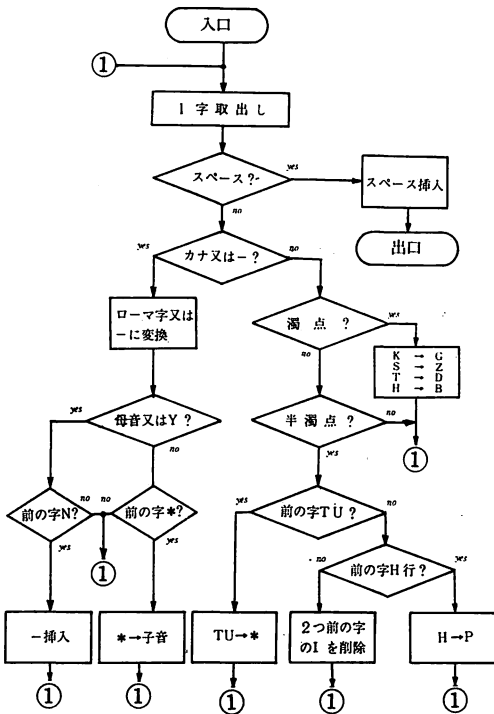 入口
①
1 字 取 出 し
スペース?
yes
スペース挿入
no
出口
カナ又は－?
yes
no
ローマ字又は
－に変換
濁 点 ?
yes
no
K → G
S → Z
T → D
H → B
母音又はY?
yes
no
半 濁 点 ?
no
yes
①
前の字N?
no
no
前の字*?
yes
yes
①
前の字TU?
yes
no
前の字H行?
no
yes
－挿入
*→子音
TU→*
2つ前の字
のIを削除
H→P
①
①
①
①
①